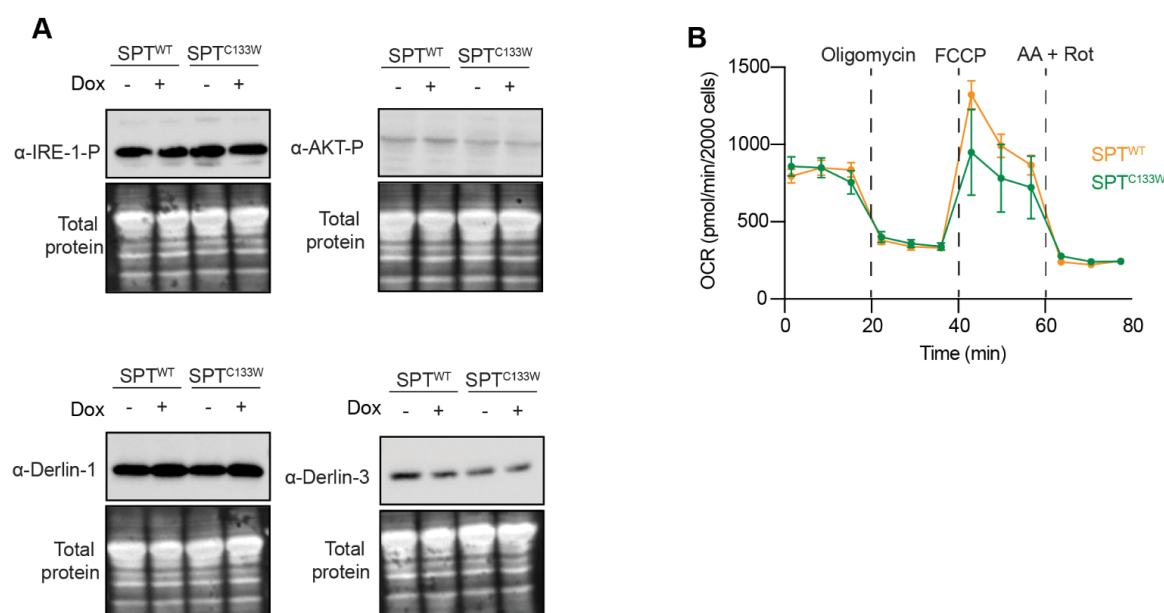 A
SPTWT SPTC133W
Dox - + - +
α-IRE-1-P
Total
protein
SPTWT SPTC133W
- + - +
α-AKT-P
Total
protein
SPTWT SPTC133W
Dox - + - +
α-Derlin-1
Total
protein
SPTWT SPTC133W
Dox - + - +
α-Derlin-3
Total
protein
B
Oligomycin FCCP AA + Rot
OCR (pmol/min/2000 cells)
1500
1000
500
0
0 20 40 60 80
Time (min)
SPTWT
SPTC133W